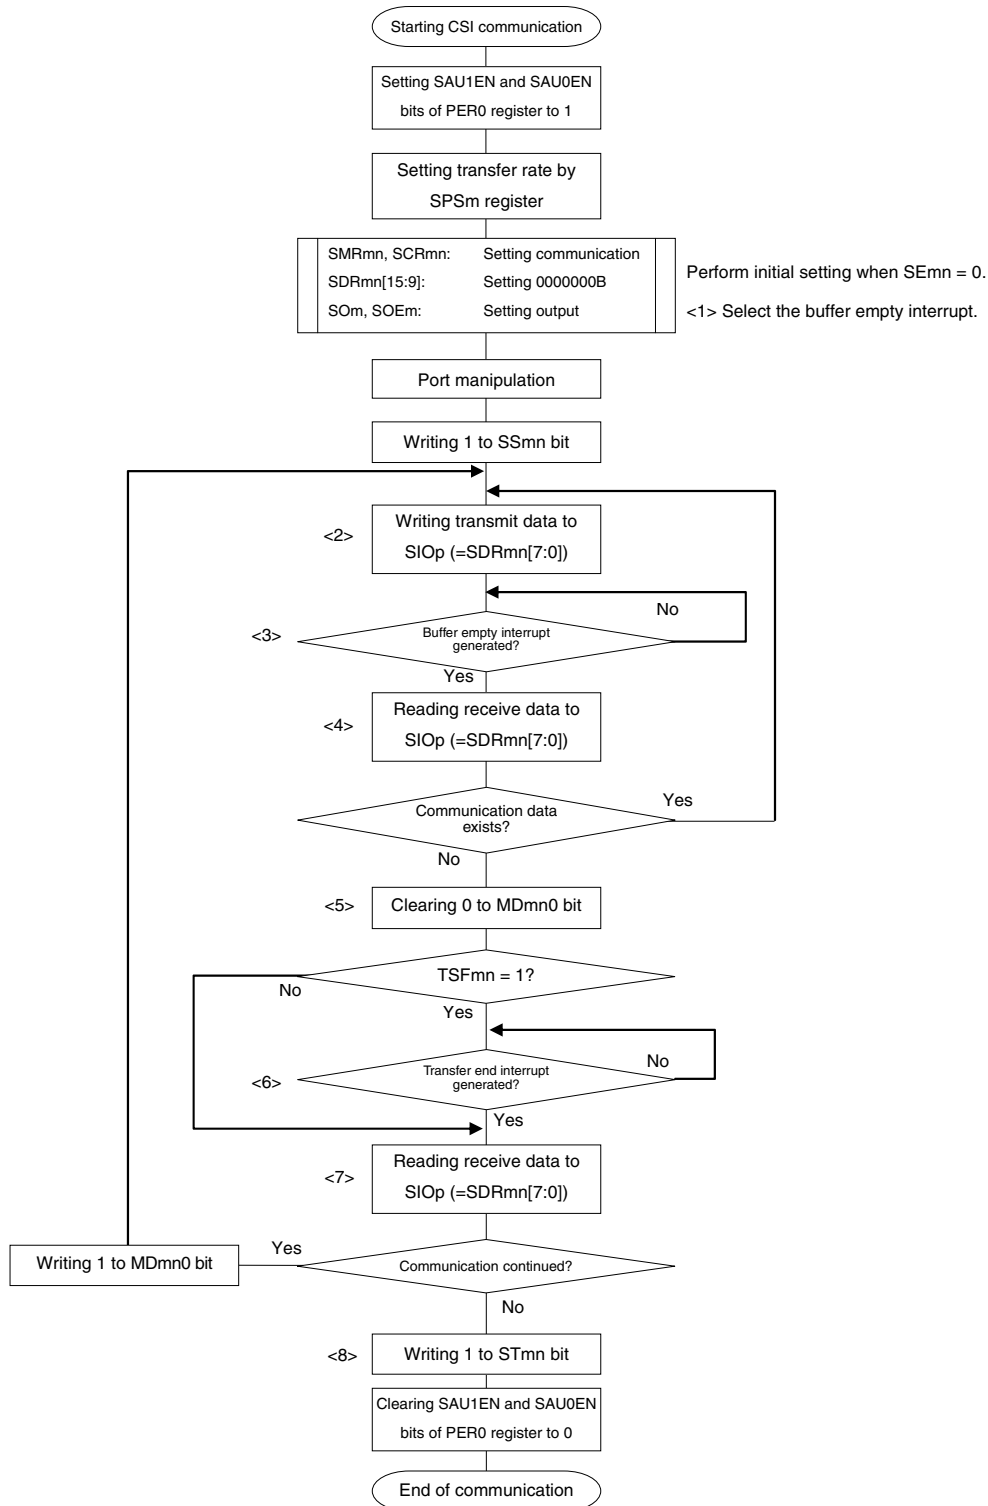 Starting CSI communication
Setting SAU1EN and SAU0EN
bits of PER0 register to 1
Setting transfer rate by
SPSm register
SMRmn, SCRmn: Setting communication
SDRmn[15:9]: Setting 0000000B
SOm, SOEm: Setting output
Perform initial setting when SEmn = 0.
<1> Select the buffer empty interrupt.
Port manipulation
Writing 1 to SSmn bit
<2>
Writing transmit data to
SIOp (=SDRmn[7:0])
No
<3>
Buffer empty interrupt
generated?
Yes
<4>
Reading receive data to
SIOp (=SDRmn[7:0])
Communication data
exists?
Yes
No
<5>
Clearing 0 to MDmn0 bit
TSFmn = 1?
No
Yes
No
<6>
Transfer end interrupt
generated?
Yes
<7>
Reading receive data to
SIOp (=SDRmn[7:0])
Writing 1 to MDmn0 bit
Yes
Communication continued?
No
<8>
Writing 1 to STmn bit
Clearing SAU1EN and SAU0EN
bits of PER0 register to 0
End of communication